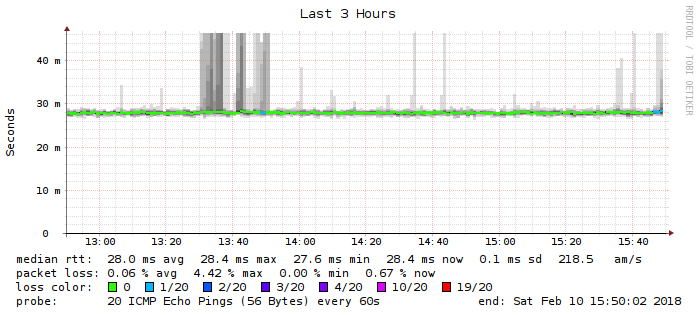 Last 3 Hours
RRDTOOL / TOBI OETIKER
Seconds
40 m
30 m
20 m
10 m
0
13:00 13:20 13:40 14:00 14:20 14:40 15:00 15:20 15:40
median rtt: 28.0 ms avg 28.4 ms max 27.6 ms min 28.4 ms now 0.1 ms sd 218.5 am/s
packet loss: 0.06 % avg 4.42 % max 0.00 % min 0.67 % now
loss color: 0 1/20 2/20 3/20 4/20 10/20 19/20
probe: 20 ICMP Echo Pings (56 Bytes) every 60s end: Sat Feb 10 15:50:02 2018